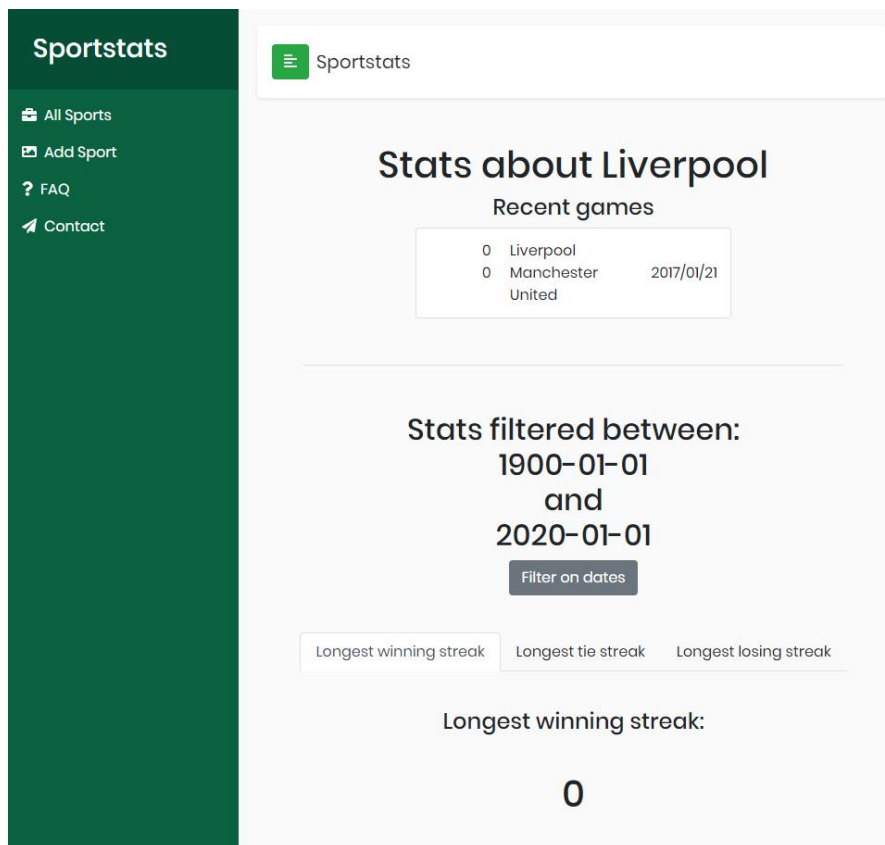 Sportstats
All Sports
Add Sport
? FAQ
Contact
Sportstats
Stats about Liverpool
Recent games
0 Liverpool
0 Manchester 2017/01/21
United
Stats filtered between:
1900-01-01
and
2020-01-01
Filter on dates
Longest winning streak Longest tie streak Longest losing streak
Longest winning streak:
0